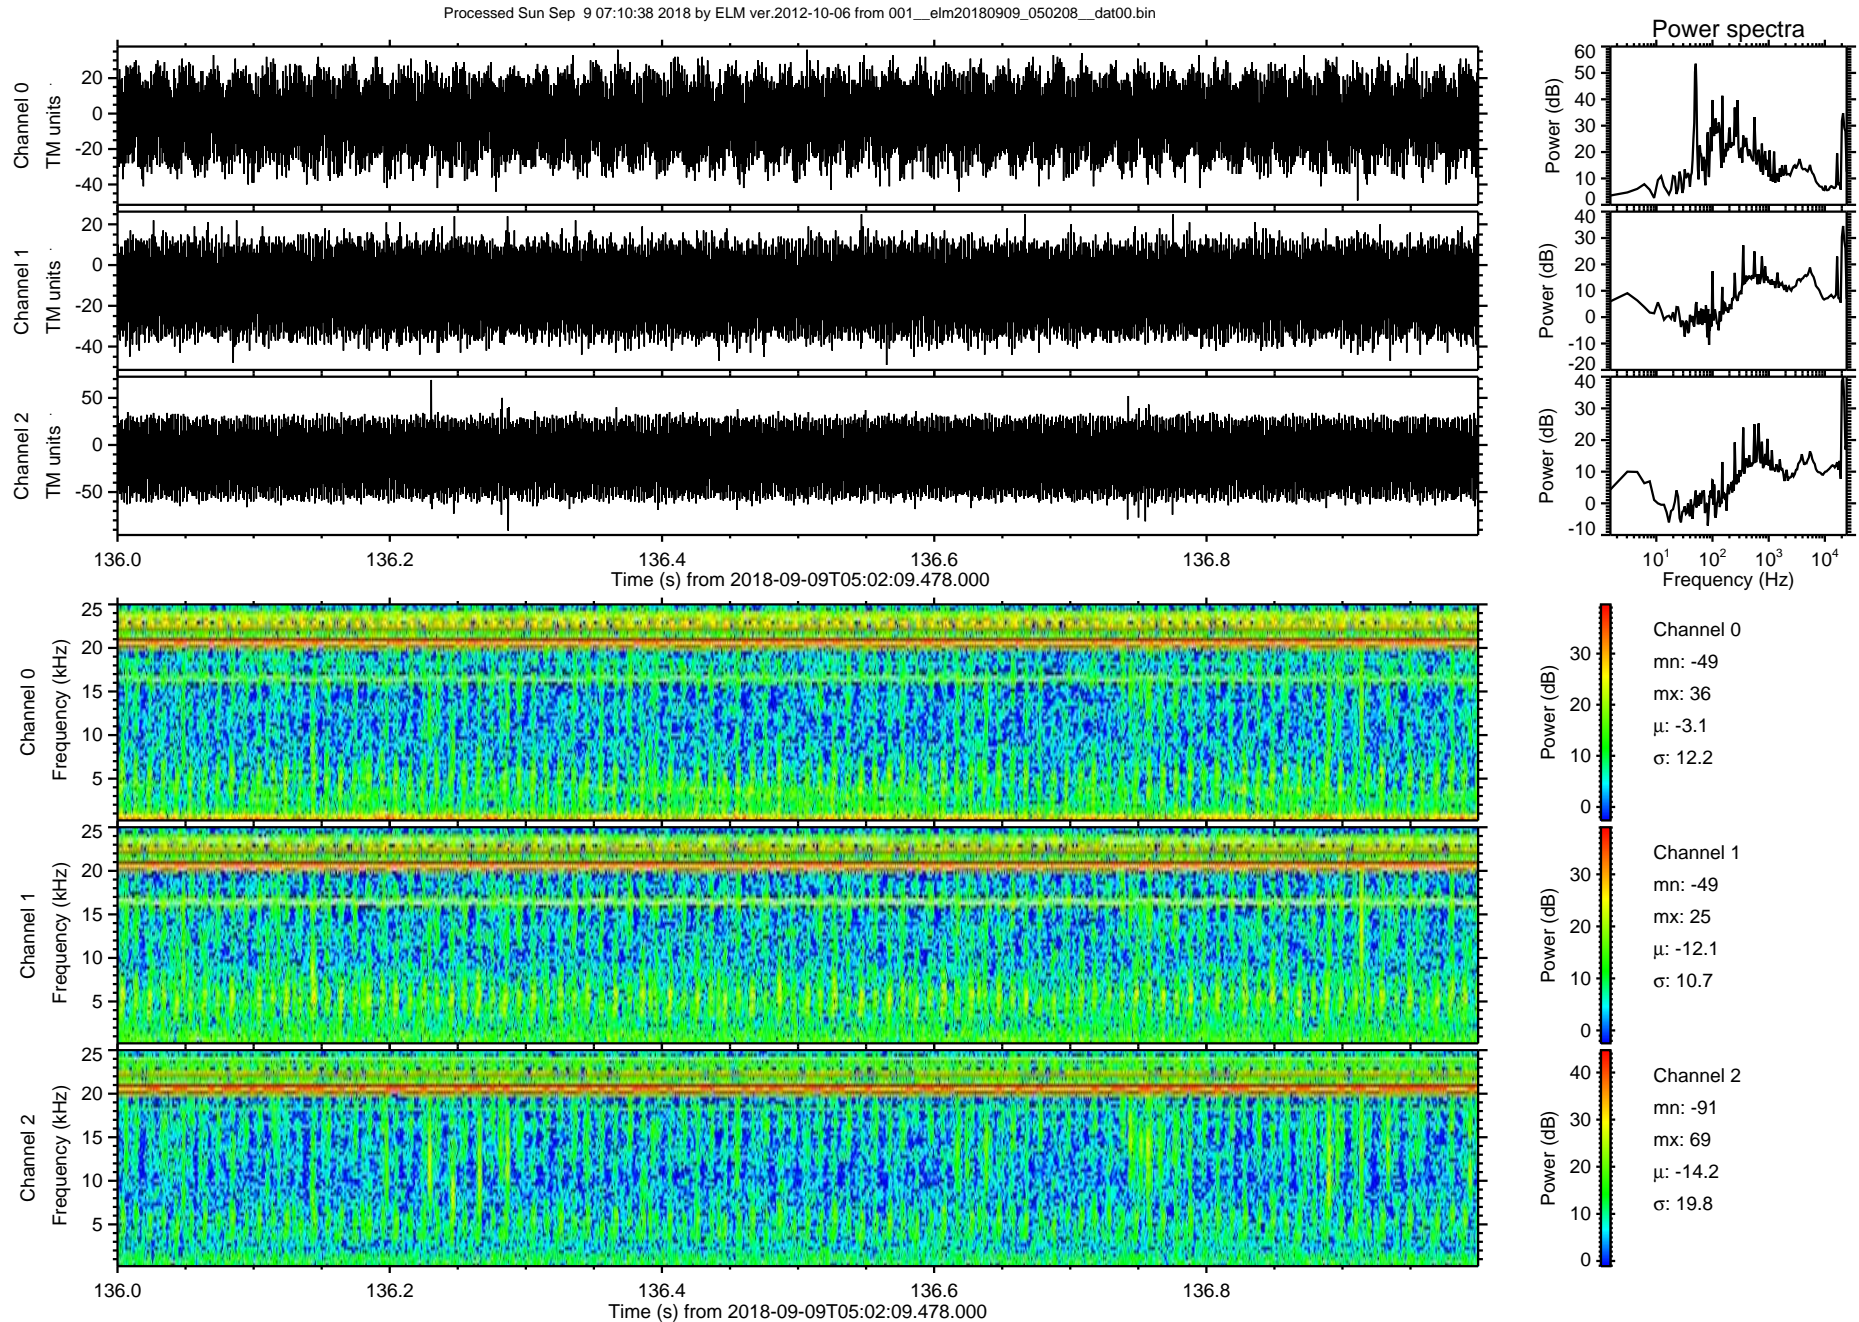 Processed Sun Sep 9 07:10:38 2018 by ELM ver.2012-10-06 from 001__elm20180909_050208__dat00.bin
Power spectra
Channel 0
TM units
20
0
-20
-40
Power (dB)
60
50
40
30
20
10
0
Channel 1
TM units
20
0
-20
-40
Power (dB)
40
30
20
10
0
-10
-20
Channel 2
TM units
50
0
-50
Power (dB)
40
30
20
10
0
-10
136.0 136.2 136.4 136.6 136.8
Time (s) from 2018-09-09T05:02:09.478.000
10^1 10^2 10^3 10^4
Frequency (Hz)
Channel 0
Frequency (kHz)
25
20
15
10
5
Power (dB)
30
20
10
0
Channel 0
mn: -49
mx: 36
μ: -3.1
σ: 12.2
Channel 1
Frequency (kHz)
25
20
15
10
5
Power (dB)
30
20
10
0
Channel 1
mn: -49
mx: 25
μ: -12.1
σ: 10.7
Channel 2
Frequency (kHz)
25
20
15
10
5
Power (dB)
40
30
20
10
0
Channel 2
mn: -91
mx: 69
μ: -14.2
σ: 19.8
136.0 136.2 136.4 136.6 136.8
Time (s) from 2018-09-09T05:02:09.478.000